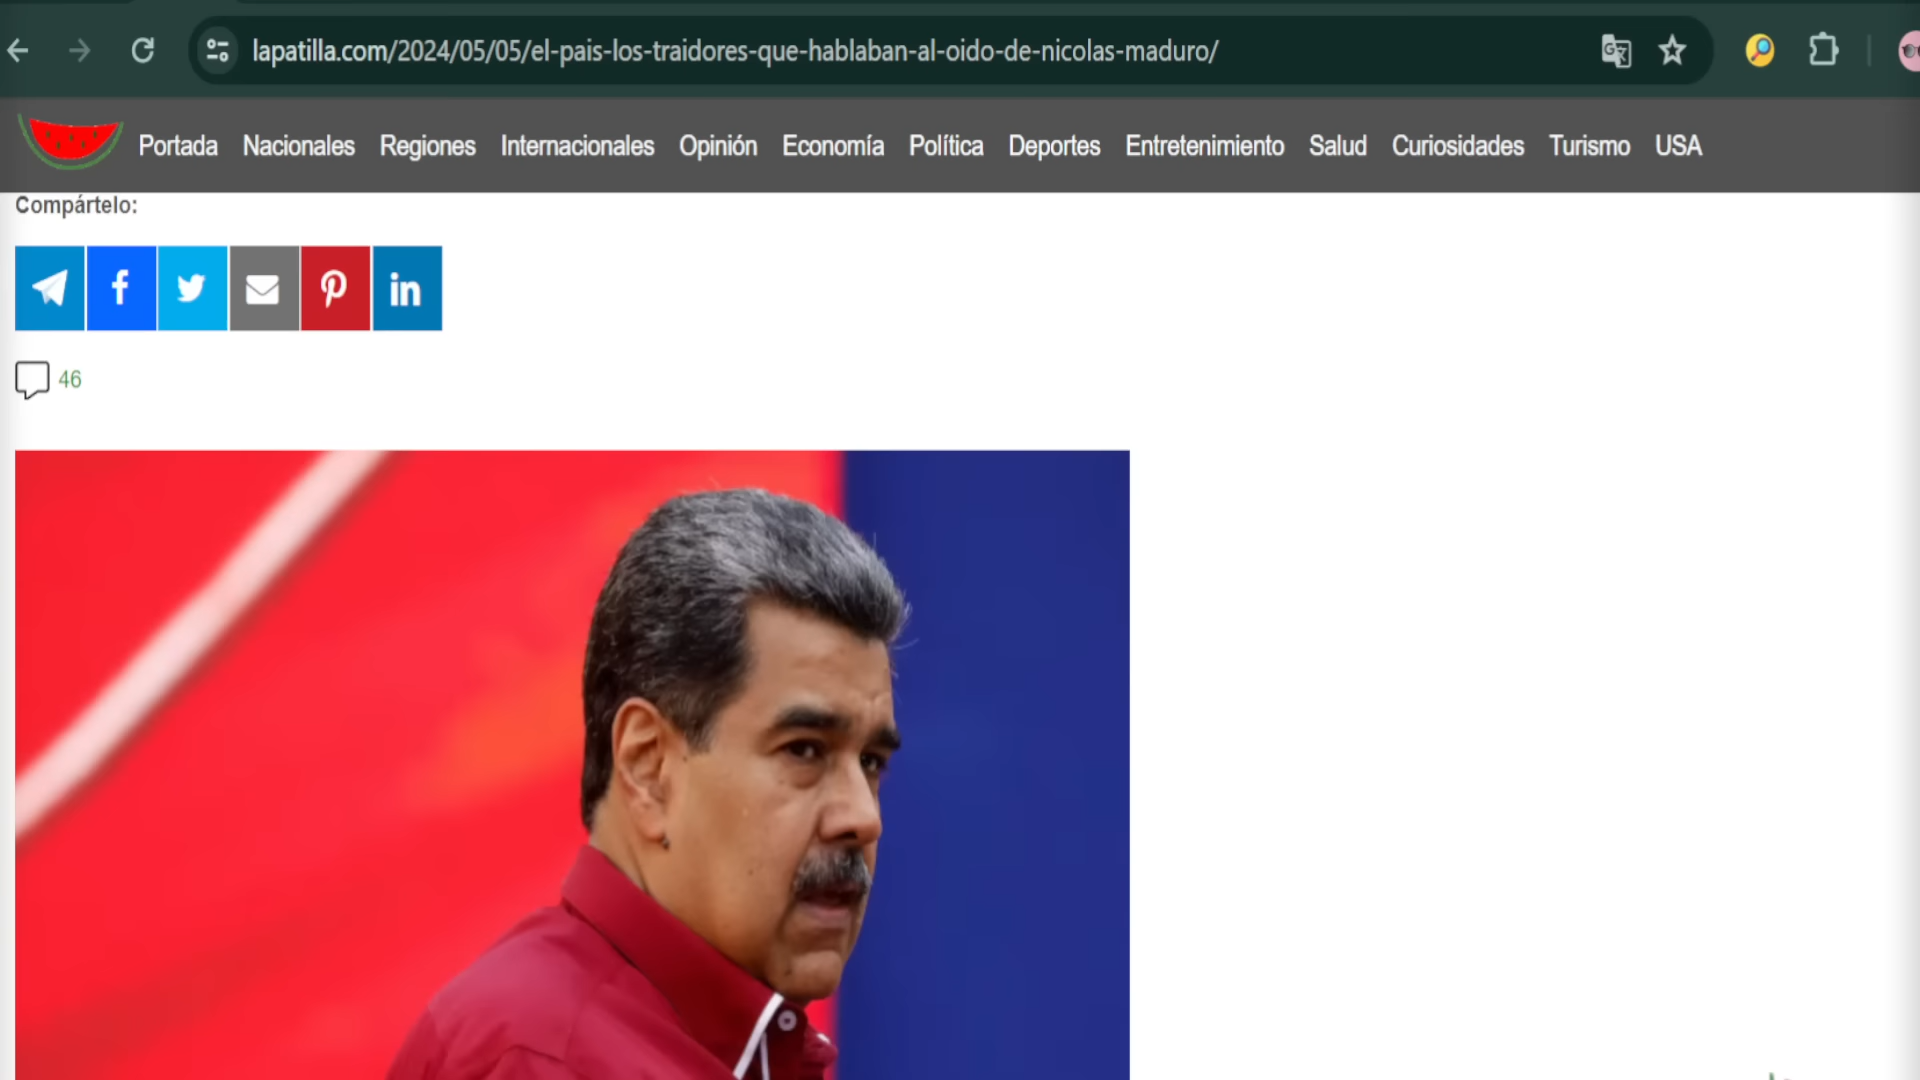 lapatilla.com/2024/05/05/el-pais-los-traidores-que-hablaban-al-oido-de-nicolas-maduro/
Portada Nacionales Regiones Internacionales Opinión Economía Política Deportes Entretenimiento Salud Curiosidades Turismo USA
Compártelo:
46